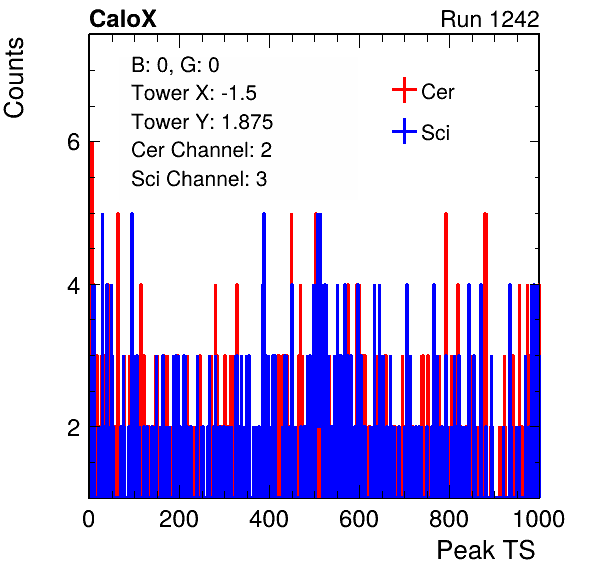 CaloX Run 1242
Counts
B: 0, G: 0
Tower X: -1.5
Tower Y: 1.875
Cer Channel: 2
Sci Channel: 3
Cer
Sci
6
4
2
0 200 400 600 800 1000
Peak TS